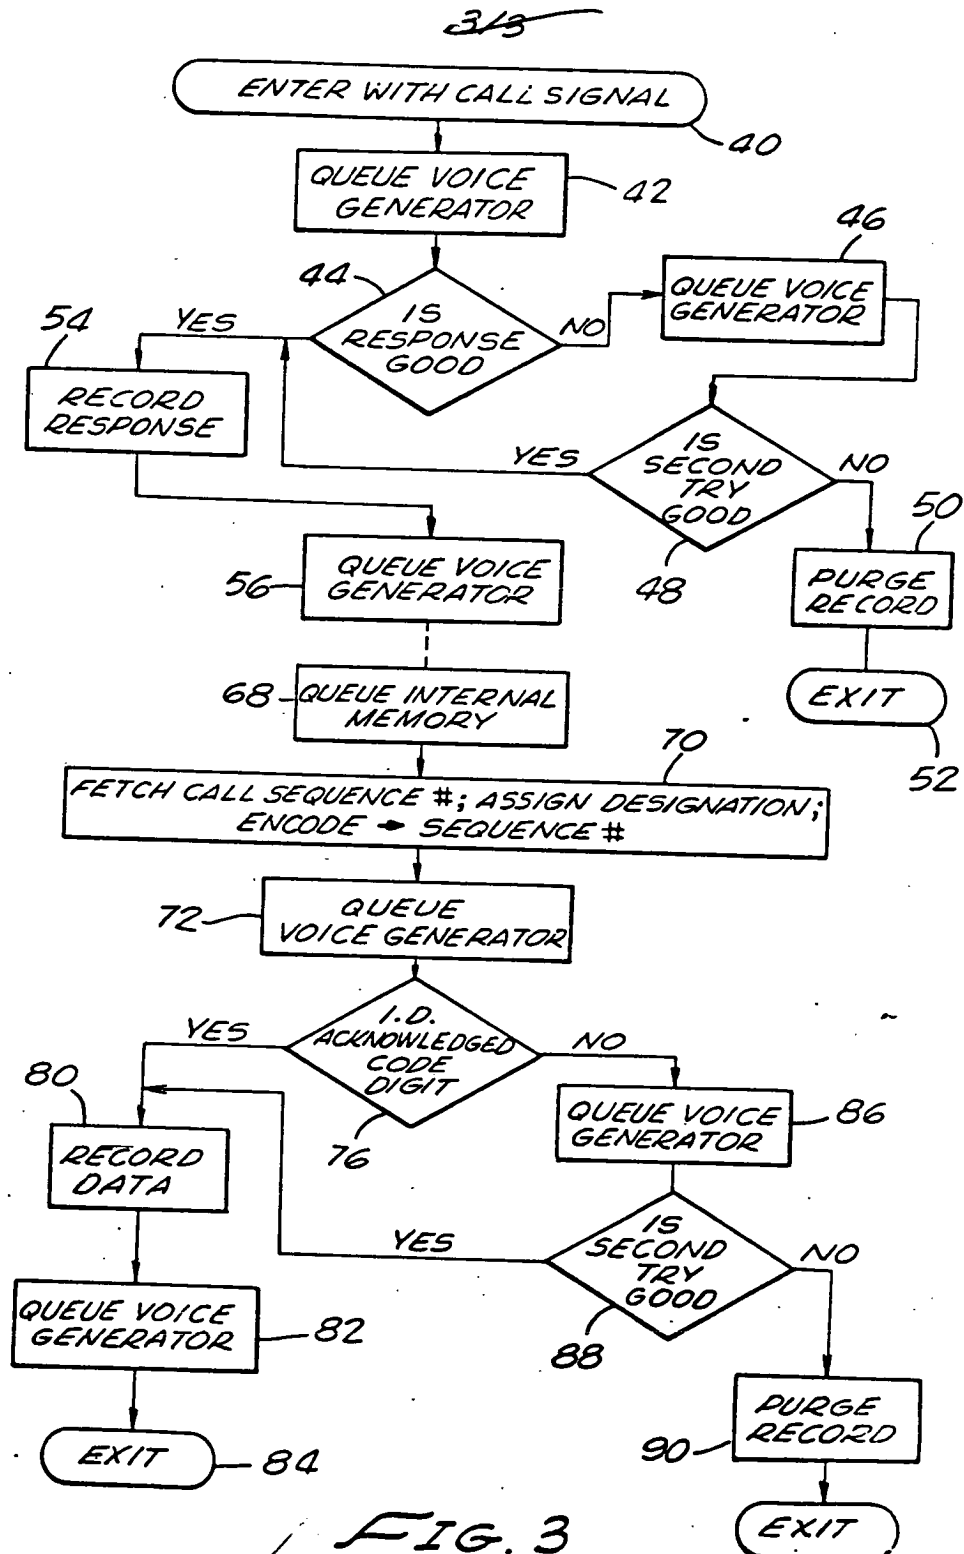 3/3
ENTER WITH CALL SIGNAL
40
QUEUE VOICE
GENERATOR
42
44
IS
RESPONSE
GOOD
YES
NO
46
QUEUE VOICE
GENERATOR
54
RECORD
RESPONSE
IS
SECOND
TRY
GOOD
48
YES
NO
50
PURGE
RECORD
EXIT
52
56
QUEUE VOICE
GENERATOR
68
QUEUE INTERNAL
MEMORY
70
FETCH CALL SEQUENCE #; ASSIGN DESIGNATION;
ENCODE → SEQUENCE #
72
QUEUE
VOICE GENERATOR
I.D.
ACKNOWLEDGED
CODE
DIGIT
76
YES
NO
80
RECORD
DATA
QUEUE VOICE
GENERATOR
86
IS
SECOND
TRY
GOOD
88
YES
NO
QUEUE VOICE
GENERATOR
82
EXIT
84
PURGE
RECORD
90
EXIT
FIG. 3